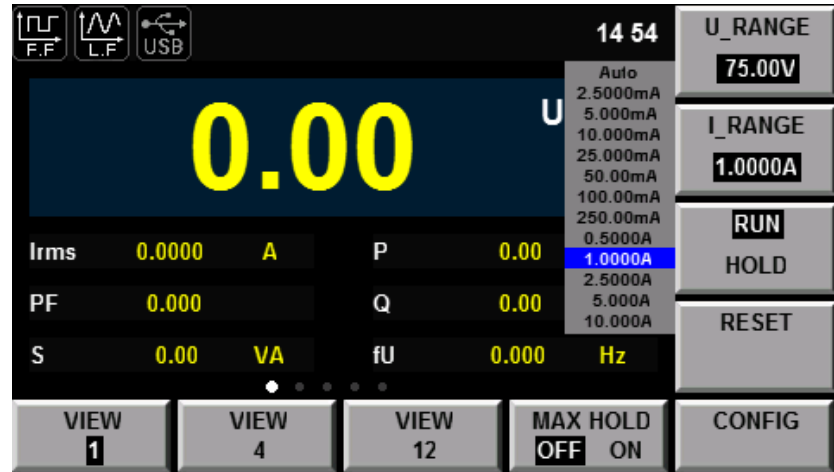 F.F L.F USB 14 54
U_RANGE
75.00V
Auto
2.5000mA
5.000mA
10.000mA
25.000mA
50.00mA
100.00mA
250.00mA
0.5000A
1.0000A
2.5000A
5.000A
10.000A
0.00 U
I_RANGE
1.0000A
RUN
HOLD
RESET
Irms 0.0000 A P 0.00
PF 0.000 Q 0.00
S 0.00 VA fU 0.000 Hz
VIEW
1
VIEW
4
VIEW
12
MAX HOLD
OFF ON
CONFIG